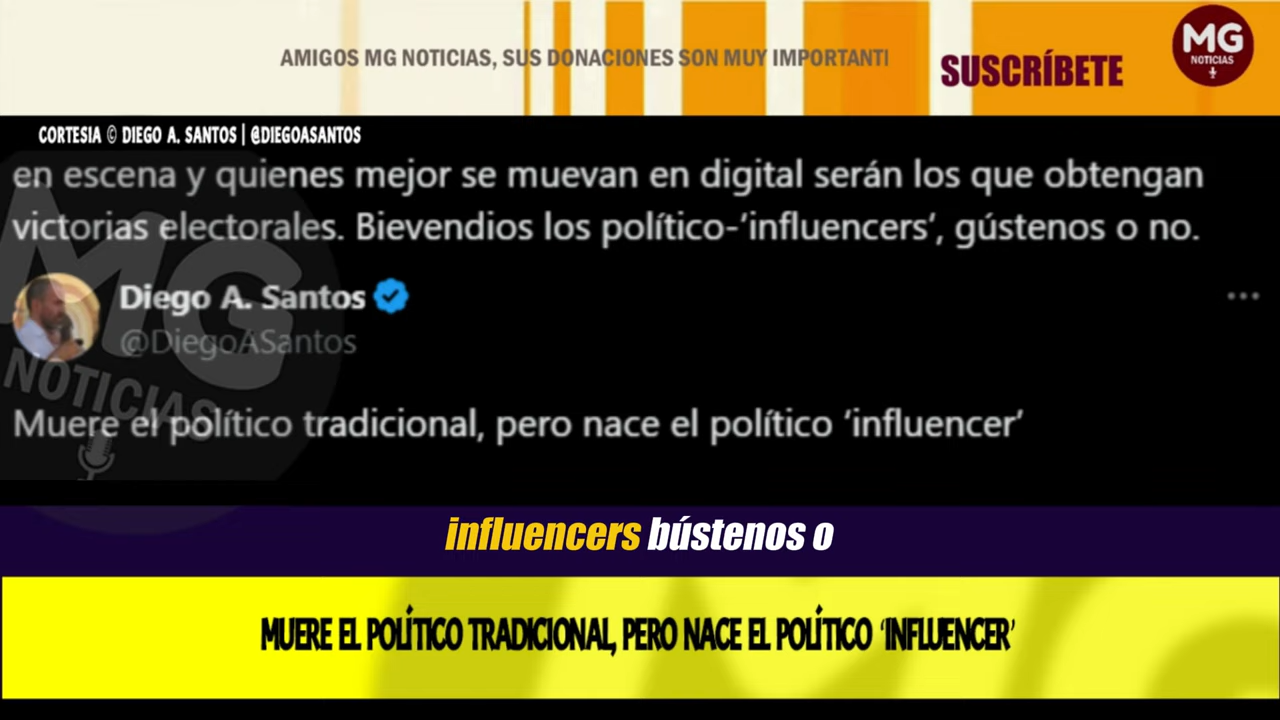 AMIGOS MG NOTICIAS, SUS DONACIONES SON MUY IMPORTANT
SUSCRÍBETE
MG
NOTICIAS
CORTESIA © DIEGO A. SANTOS | @DIEGOASANTOS
en escena y quienes mejor se muevan en digital serán los que obtengan
victorias electorales. Bievendios los político-‘influencers’, gústenos o no.
Diego A. Santos
@DiegoASantos
MG
NOTICIAS
Muere el político tradicional, pero nace el político ‘influencer’
influencers bústenos o
MUERE EL POLÍTICO TRADICIONAL, PERO NACE EL POLÍTICO ‘INFLUENCER’